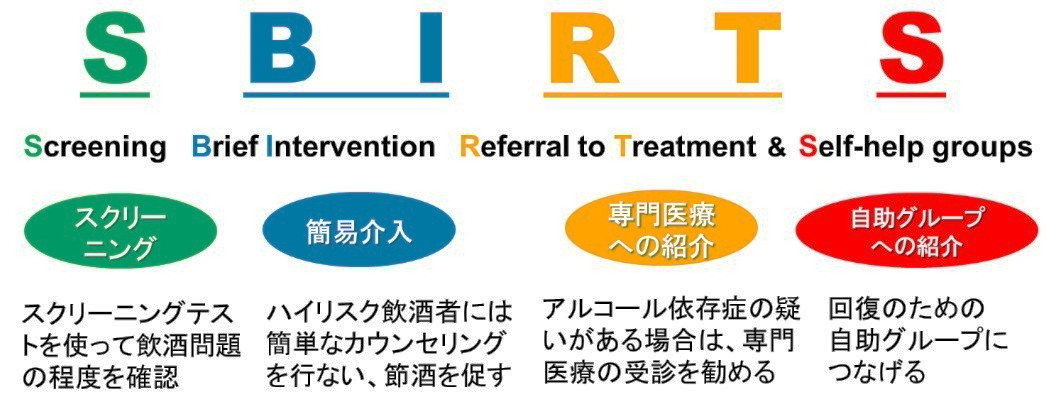 S B I R T S
Screening Brief Intervention Referral to Treatment & Self-help groups
スクリー
ニング
簡易介入
専門医療
への紹介
自助グループ
への紹介
スクリーニングテス
トを使って飲酒問題
の程度を確認
ハイリスク飲酒者には
簡単なカウンセリング
を行ない、節酒を促す
アルコール依存症の疑
いがある場合は、専門
医療の受診を勧める
回復のための
自助グループに
つなげる